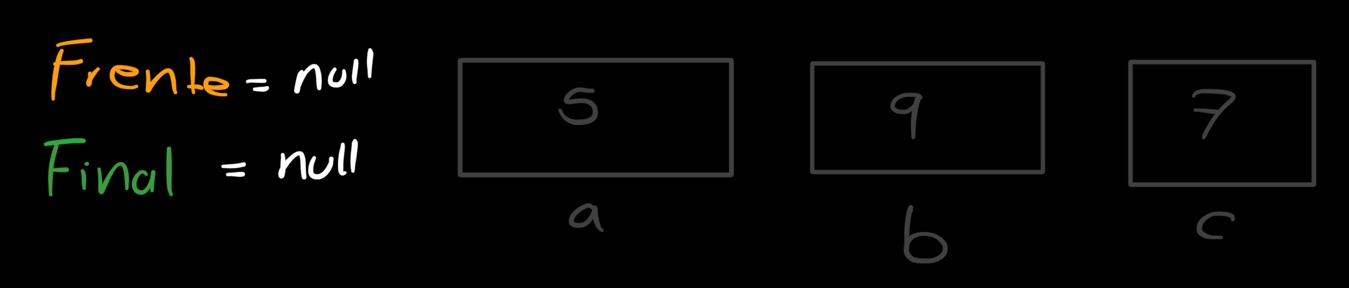 Frente = null
Final = null
5 9 7
a b c